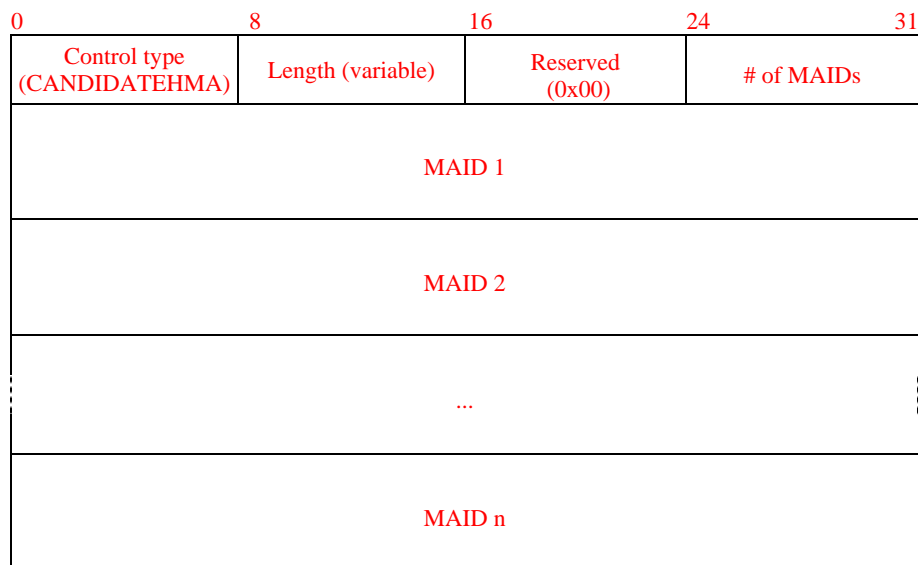 0 8 16 24 31
Control type
(CANDIDATEHMA)
Length (variable)
Reserved
(0x00)
# of MAIDs
MAID 1
MAID 2
...
MAID n